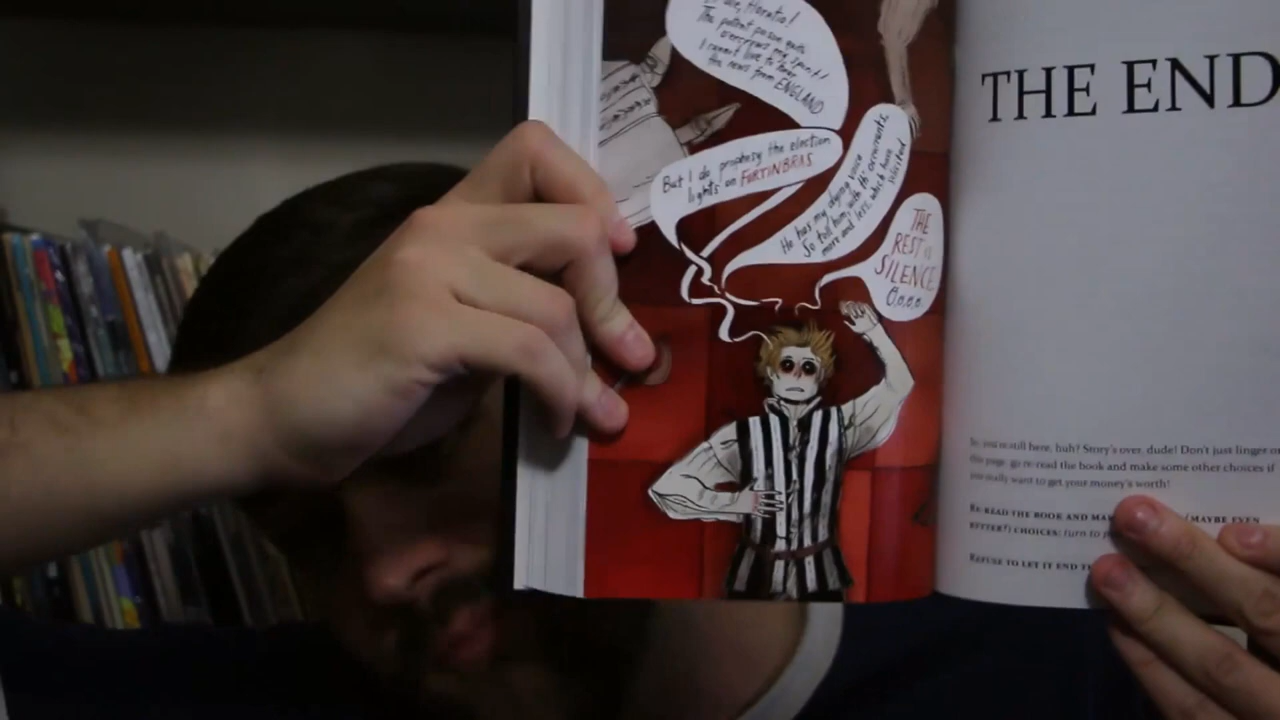 die, Horatio!
The potent poison quite
o'ercrows my spirit!
I cannot live to hear
the news from ENGLAND
But I do prophesy the election
lights on FORTINBRAS
He has my dying voice
So tell him, with th' occurrents,
more and less, which have
solicited
THE
REST is
SILENCE.
O,o,o,o.
THE END
So, you're still here, huh? Story's over, dude! Don't just linger on
this page, go re-read the book and make some other choices if
you really want to get your money's worth!
RE-READ THE BOOK AND (MAYBE EVEN
BETTER!) CHOICES: (turn to
REFUSE TO LET IT END